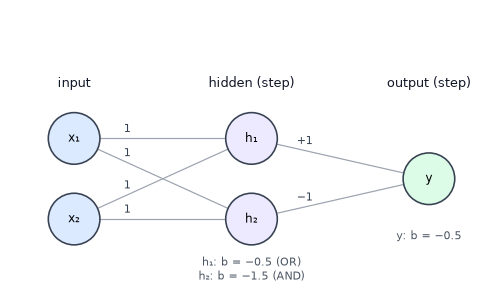 input
hidden (step)
output (step)
x₁
1
h₁
+1
1
y
1
x₂
1
h₂
−1
y: b = −0.5
h₁: b = −0.5 (OR)
h₂: b = −1.5 (AND)